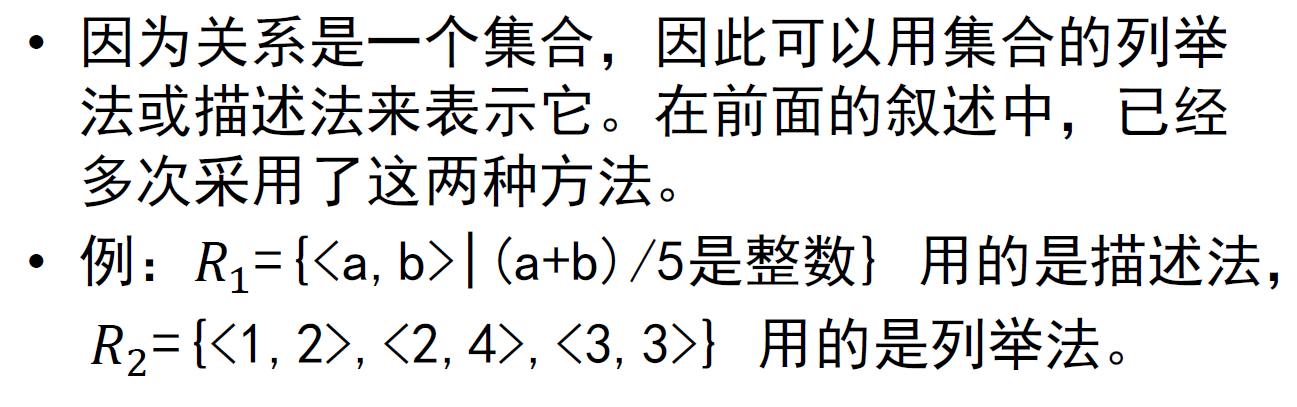 • 因为关系是一个集合，因此可以用集合的列举
法或描述法来表示它。在前面的叙述中，已经
多次采用了这两种方法。
• 例：R₁={<a,b>|(a+b)/5是整数} 用的是描述法，
R₂={<1,2>,<2,4>,<3,3>} 用的是列举法。